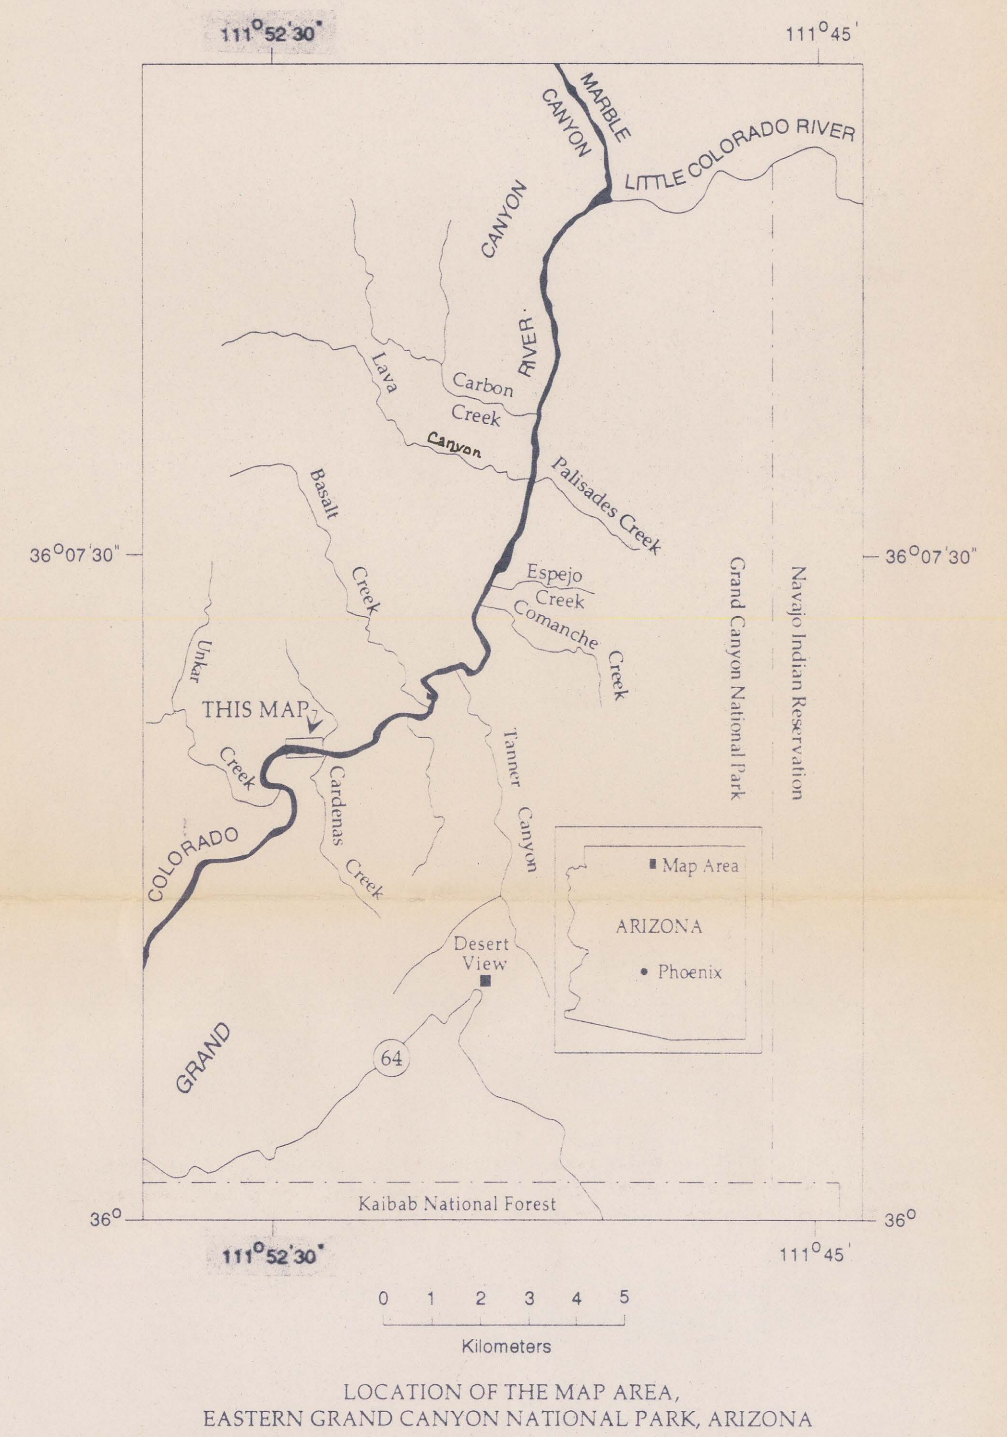 111°52'30"
111°45'
MARBLE
CANYON
LITTLE COLORADO RIVER
CANYON
RIVER
Lava
Carbon
Creek
Canyon
Palisades Creek
Basalt
Creek
36°07'30"
36°07'30"
Espejo
Creek
Comanche
Creek
Grand Canyon National Park
Navajo Indian Reservation
Unkar
Creek
THIS MAP
Tanner
Canyon
Cardenas
Creek
COLORADO
Map Area
ARIZONA
Phoenix
Desert
View
GRAND
64
Kaibab National Forest
36°
36°
111°52'30"
111°45'
0 1 2 3 4 5
Kilometers
LOCATION OF THE MAP AREA,
EASTERN GRAND CANYON NATIONAL PARK, ARIZONA